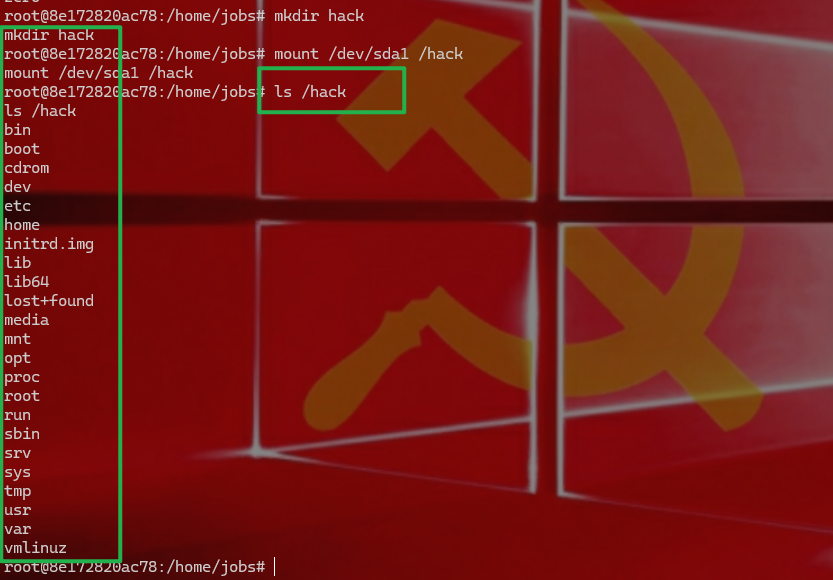 root@8e172820ac78:/home/jobs# mkdir hack
mkdir hack
root@8e172820ac78:/home/jobs# mount /dev/sda1 /hack
mount /dev/sda1 /hack
root@8e172820ac78:/home/jobs# ls /hack
ls /hack
bin
boot
cdrom
dev
etc
home
initrd.img
lib
lib64
lost+found
media
mnt
opt
proc
root
run
sbin
srv
sys
tmp
usr
var
vmlinuz
root@8e172820ac78:/home/jobs#